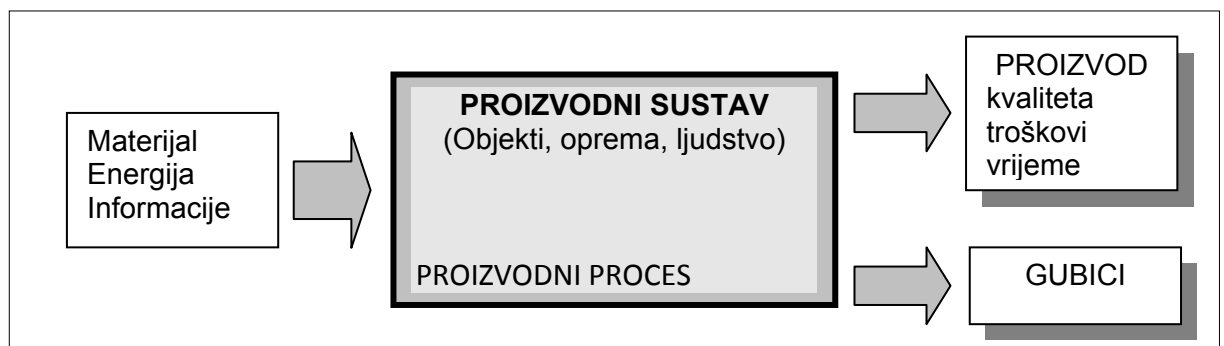 Materijal
Energija
Informacije
PROIZVODNI SUSTAV
(Objekti, oprema, ljudstvo)
PROIZVODNI PROCES
PROIZVOD
kvaliteta
troškovi
vrijeme
GUBICI